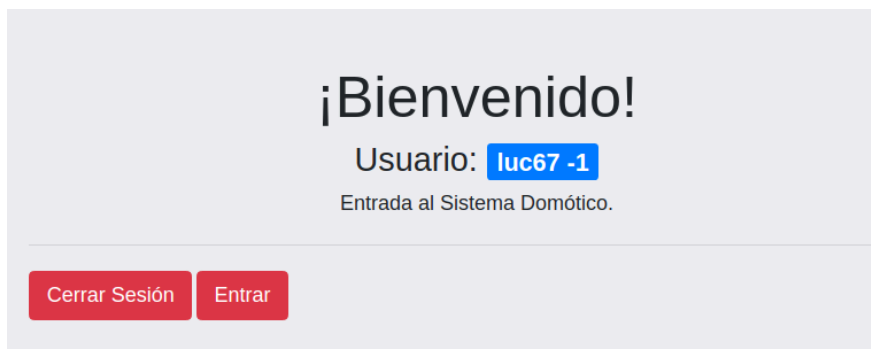 ¡Bienvenido!
Usuario: luc67 -1
Entrada al Sistema Domótico.
Cerrar Sesión Entrar